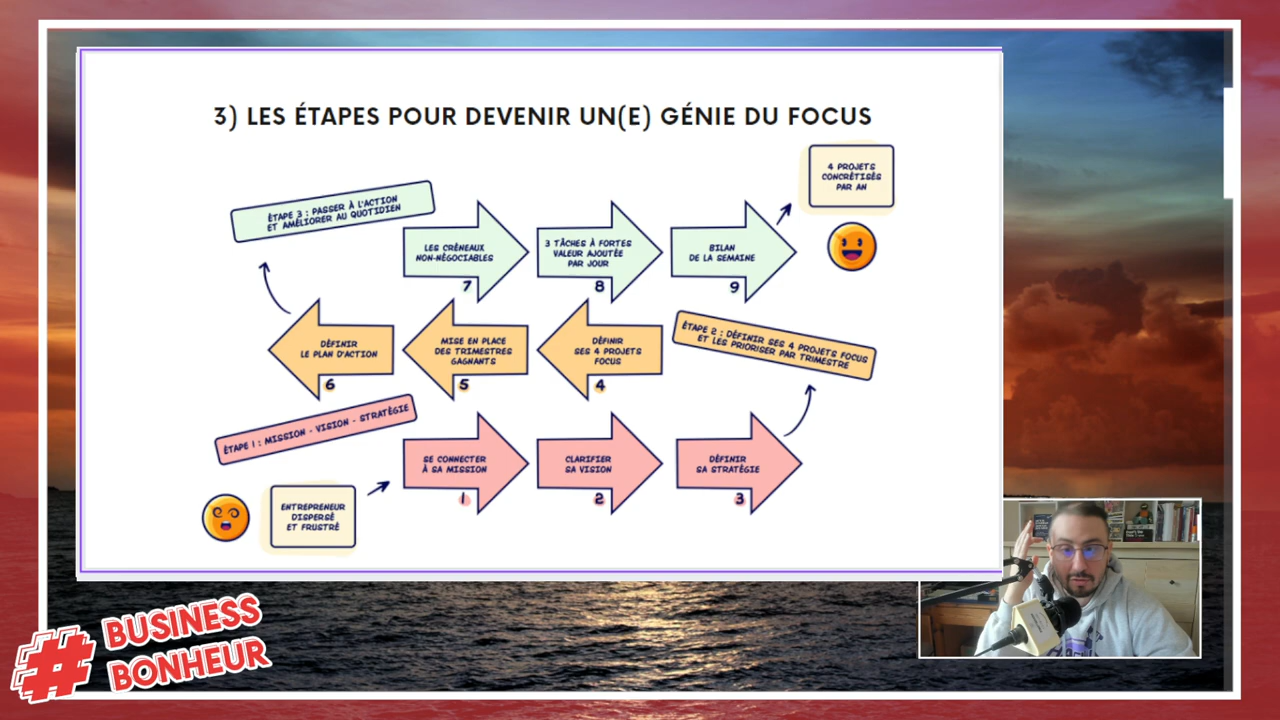 3) LES ÉTAPES POUR DEVENIR UN(E) GÉNIE DU FOCUS
4 PROJETS
CONCRÉTISÉS
PAR AN
ÉTAPE 3 : PASSER À L'ACTION
ET AMÉLIORER AU QUOTIDIEN
LES CRÉNEAUX
NON-NÉGOCIABLES
7
3 TÂCHES À FORTES
VALEUR AJOUTÉE
PAR JOUR
8
BILAN
DE LA SEMAINE
9
ÉTAPE 2 : DÉFINIR SES 4 PROJETS FOCUS
ET LES PRIORISER PAR TRIMESTRE
DÉFINIR
SES 4 PROJETS
FOCUS
4
MISE EN PLACE
DES TRIMESTRES
GAGNANTS
5
DÉFINIR
LE PLAN D'ACTION
6
ÉTAPE 1 : MISSION - VISION - STRATÉGIE
SE CONNECTER
À SA MISSION
1
CLARIFIER
SA VISION
2
DÉFINIR
SA STRATÉGIE
3
ENTREPRENEUR
DISPERSÉ
ET FRUSTRÉ
# BUSINESS
BONHEUR